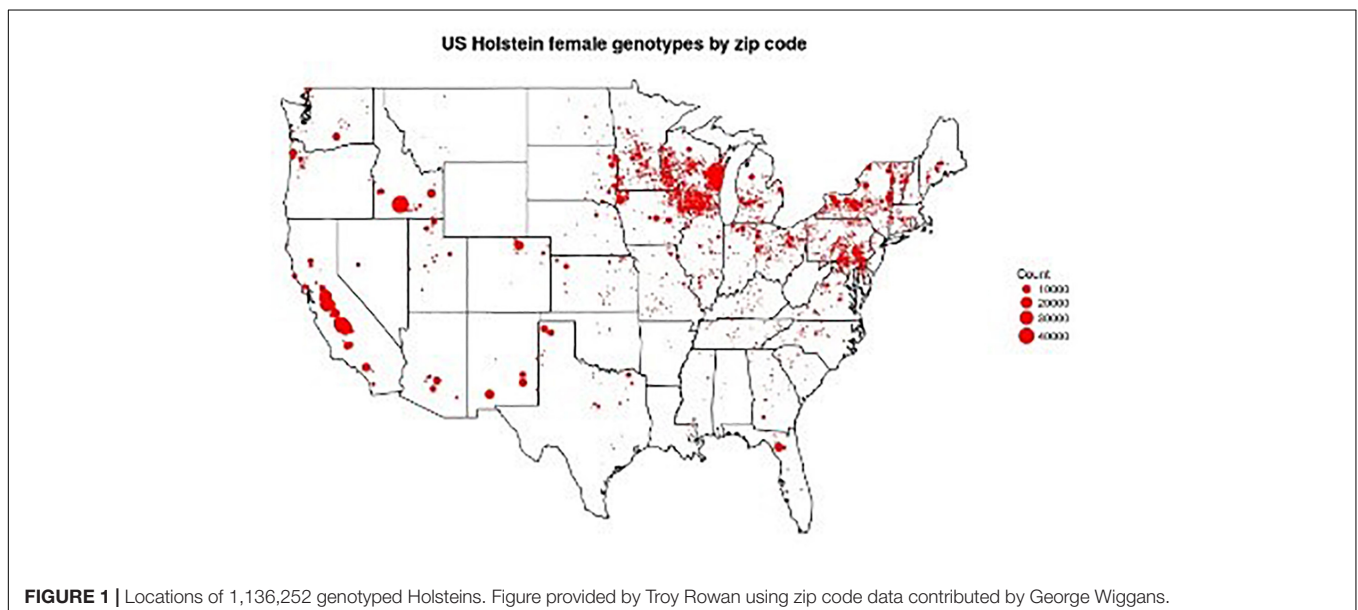 US Holstein female genotypes by zip code
Count
10000
20000
30000
40000
FIGURE 1 | Locations of 1,136,252 genotyped Holsteins. Figure provided by Troy Rowan using zip code data contributed by George Wiggans.